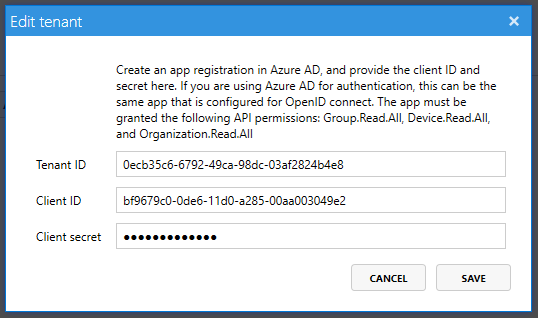 Edit tenant
Create an app registration in Azure AD, and provide the client ID and
secret here. If you are using Azure AD for authentication, this can be the
same app that is configured for OpenID connect. The app must be
granted the following API permissions: Group.Read.All, Device.Read.All,
and Organization.Read.All
Tenant ID 0ecb35c6-6792-49ca-98dc-03af2824b4e8
Client ID bf9679c0-0de6-11d0-a285-00aa003049e2
Client secret ●●●●●●●●●●●●●
CANCEL SAVE